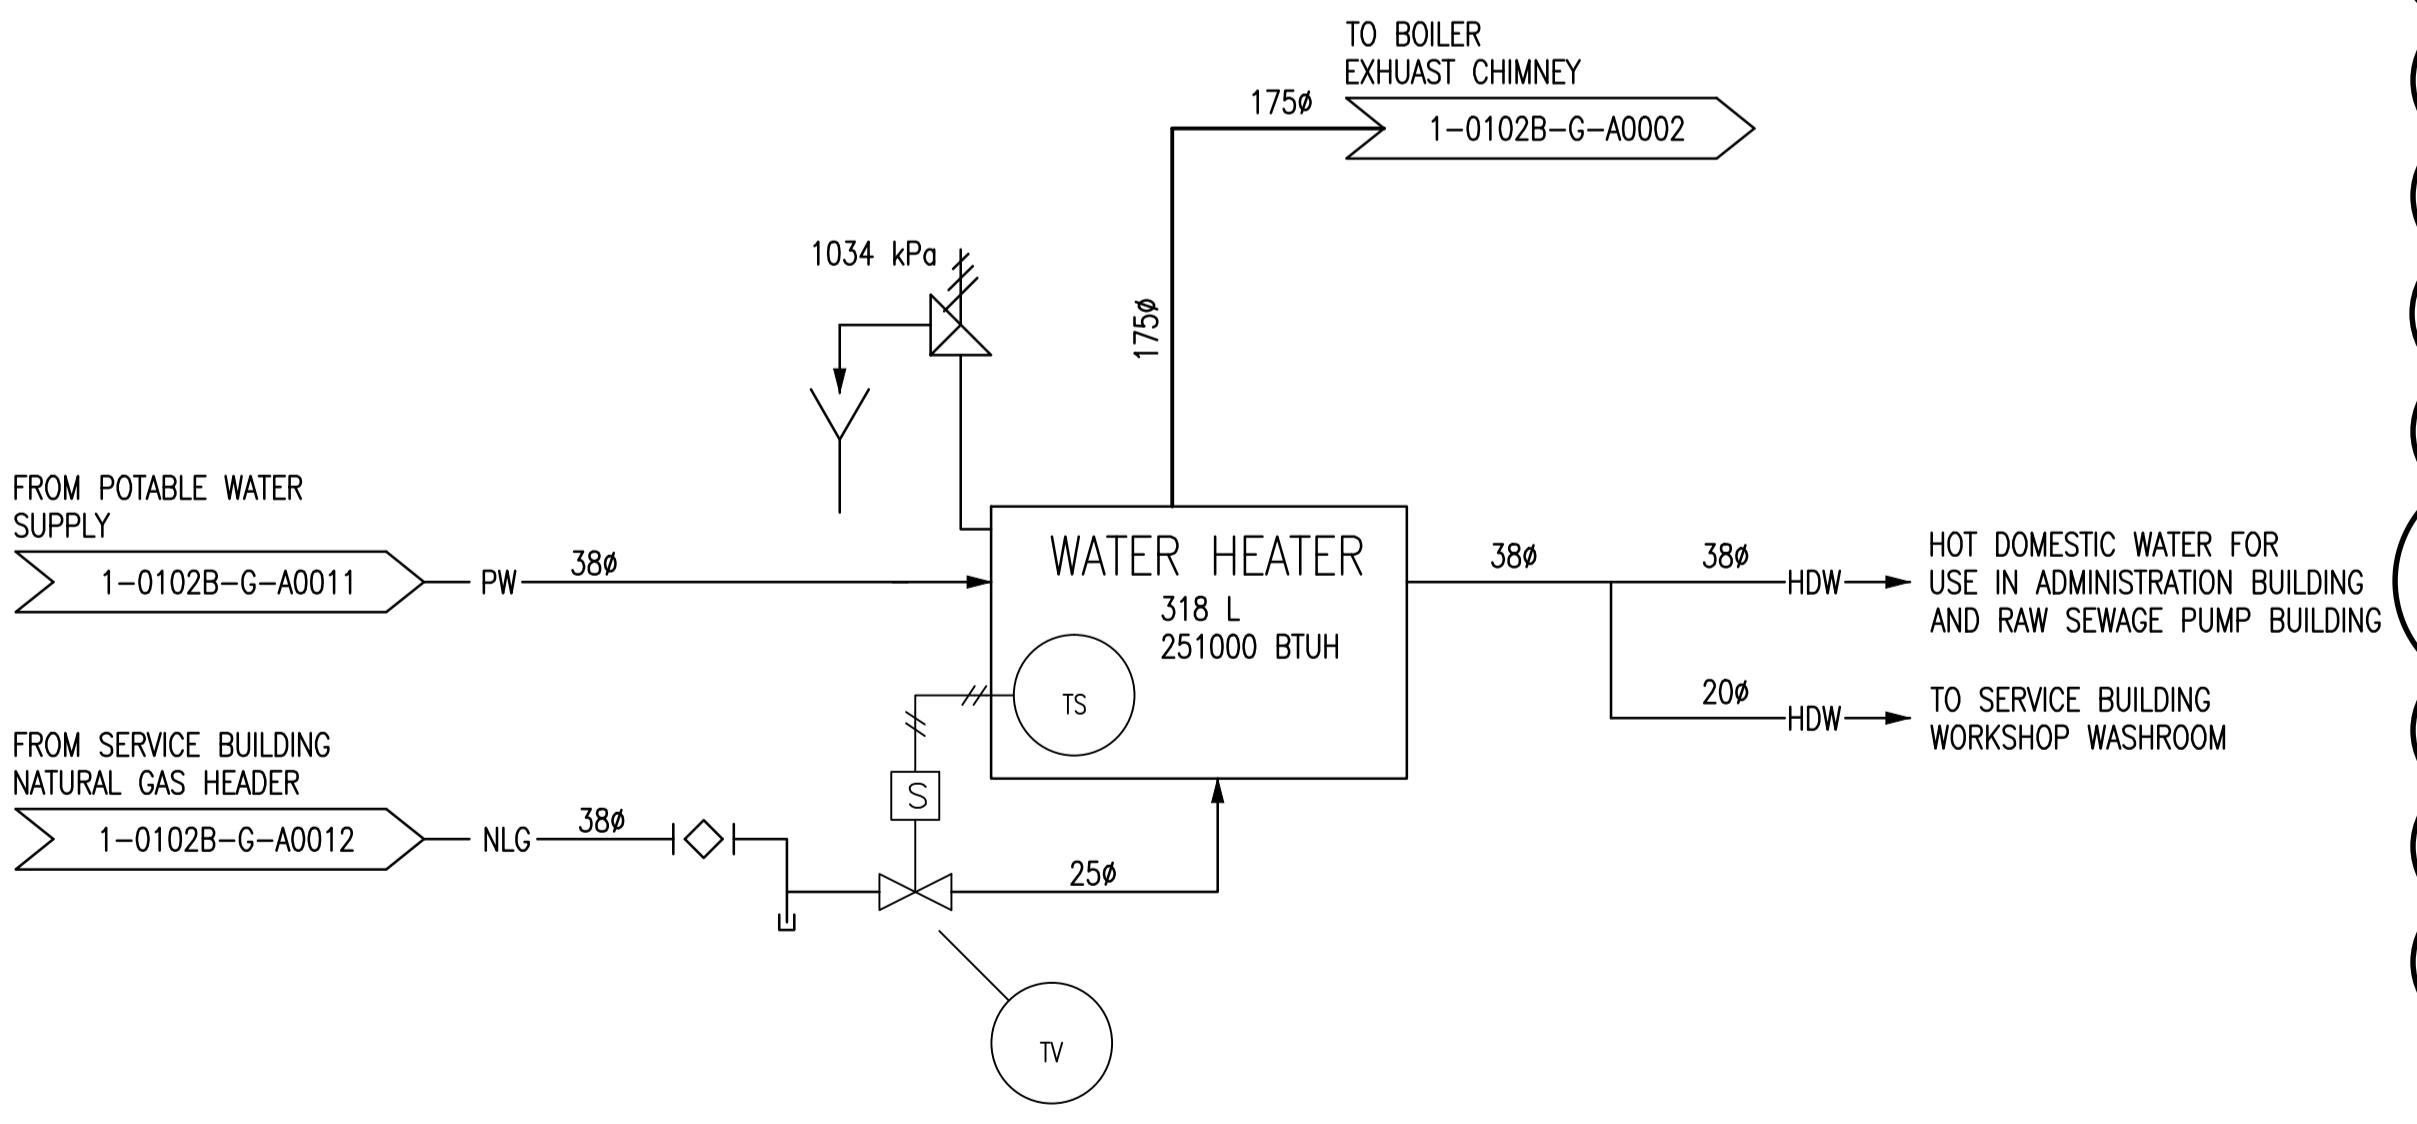 TO BOILER
EXHUAST CHIMNEY
175ø
1-0102B-G-A0002
1034 kPa
175ø
FROM POTABLE WATER
SUPPLY
1-0102B-G-A0011
PW
38ø
WATER HEATER
318 L
251000 BTUH
TS
38ø
38ø
HDW
HOT DOMESTIC WATER FOR
USE IN ADMINISTRATION BUILDING
AND RAW SEWAGE PUMP BUILDING
20ø
HDW
TO SERVICE BUILDING
WORKSHOP WASHROOM
FROM SERVICE BUILDING
NATURAL GAS HEADER
1-0102B-G-A0012
NLG
38ø
S
25ø
TV